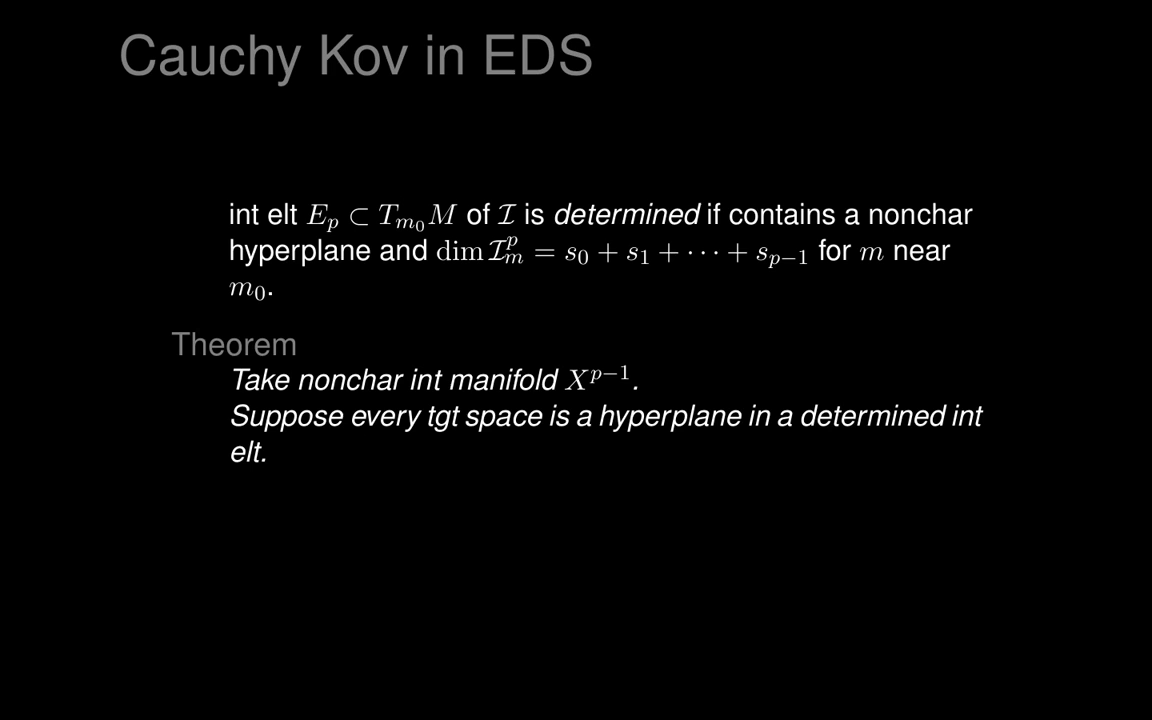 Cauchy Kov in EDS
int elt $E_p \subset T_{m_0}M$ of $\mathcal{I}$ is determined if contains a nonchar
hyperplane and $\dim \mathcal{I}^p_m = s_0 + s_1 + \cdots + s_{p-1}$ for $m$ near
$m_0$.
Theorem
Take nonchar int manifold $X^{p-1}$.
Suppose every tgt space is a hyperplane in a determined int
elt.